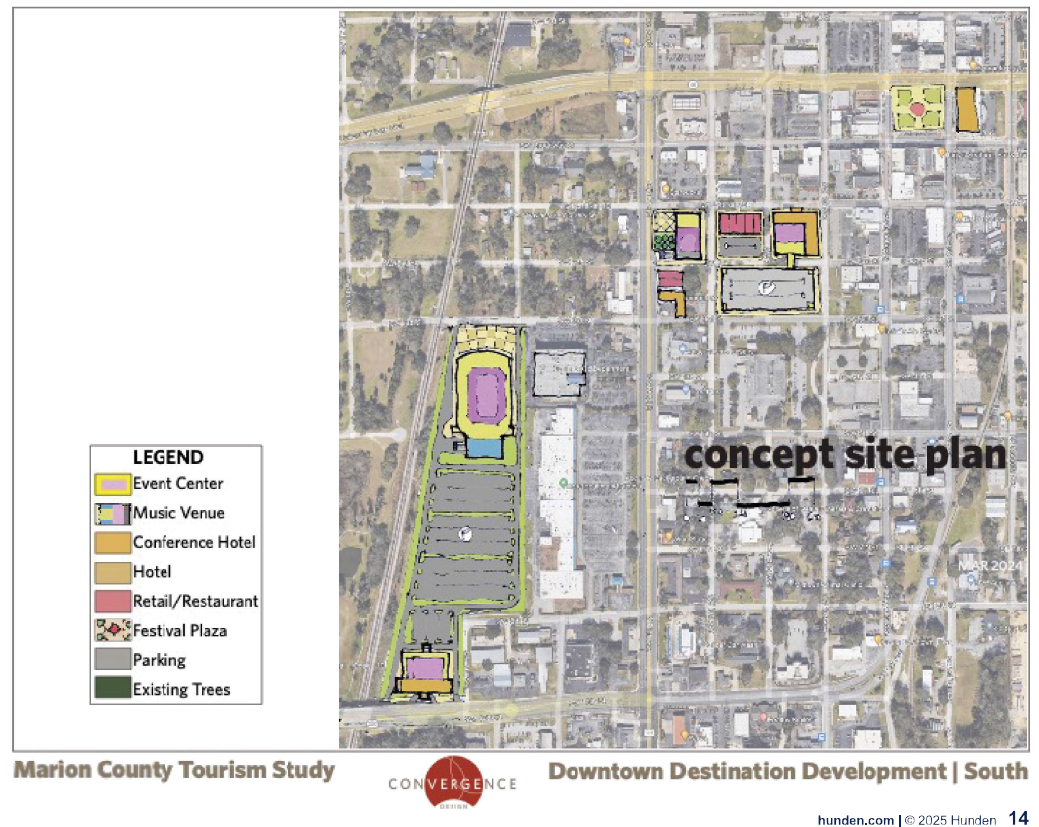 concept site plan
MAR 2024
LEGEND
Event Center
Music Venue
Conference Hotel
Hotel
Retail/Restaurant
Festival Plaza
Parking
Existing Trees
Marion County Tourism Study
CONVERGENCE
DESIGN
Downtown Destination Development | South
hunden.com | © 2025 Hunden 14